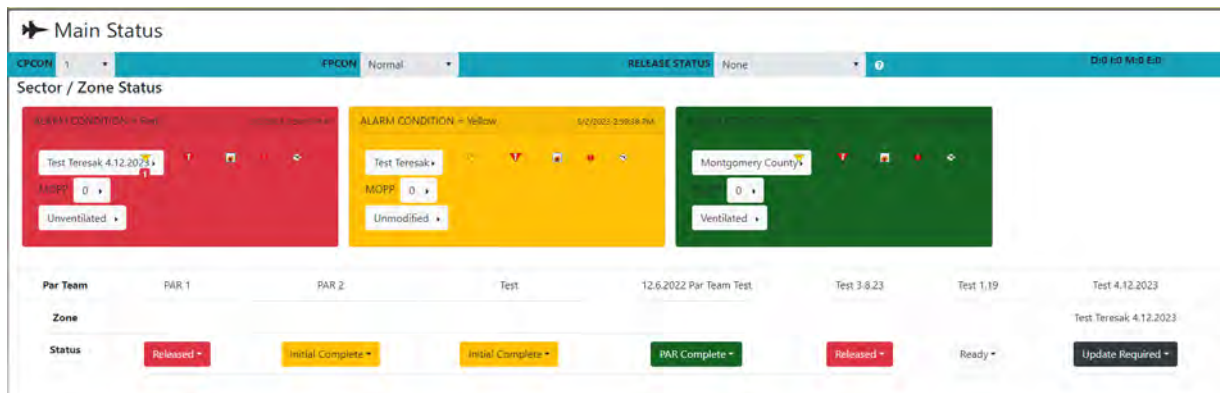 Main Status
CPCON 1 FPCON Normal RELEASE STATUS None D:0 I:0 M:0 E:0
Sector / Zone Status
ALARM CONDITION = Red ALARM CONDITION = Yellow 5/2/2023 2:59:38 PM
Test Teresak 4.12.2023 Test Teresak Montgomery County
MOPP 0 MOPP 0 0
Unventilated Unmodified Ventilated
Par Team PAR 1 PAR 2 Test 12.6.2022 Par Team Test Test 3.8.23 Test 1.19 Test 4.12.2023
Zone Test Teresak 4.12.2023
Status Released Initial Complete Initial Complete PAR Complete Released Ready Update Required